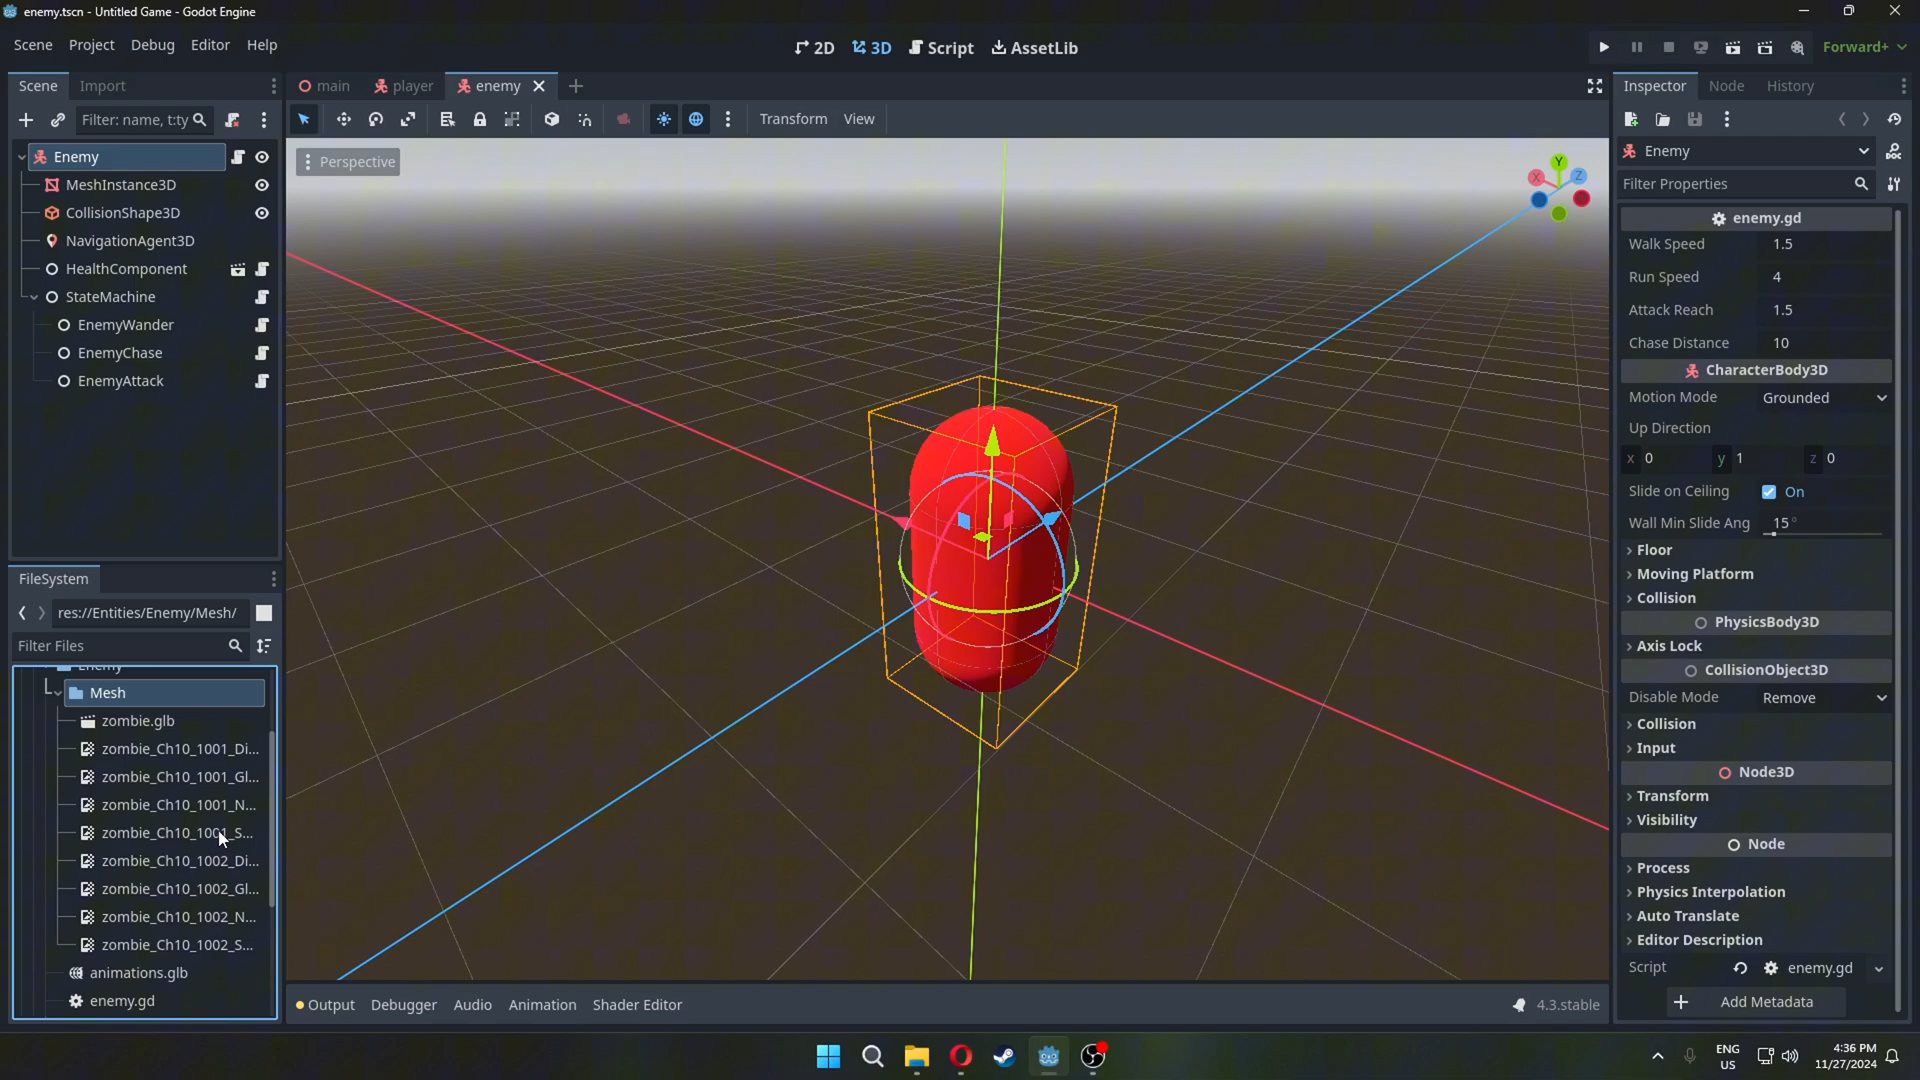 enemy.tscn - Untitled Game - Godot Engine
Scene Project Debug Editor Help
2D 3D Script AssetLib
Forward+
Scene Import
main player enemy
Inspector Node History
Filter: name, t:ty
Transform View
Enemy
MeshInstance3D
CollisionShape3D
NavigationAgent3D
HealthComponent
StateMachine
EnemyWander
EnemyChase
EnemyAttack
Perspective
Y
X
Z
Enemy
DOC
Filter Properties
enemy.gd
Walk Speed 1.5
Run Speed 4
Attack Reach 1.5
Chase Distance 10
CharacterBody3D
Motion Mode Grounded
Up Direction
x 0 y 1 z 0
Slide on Ceiling On
Wall Min Slide Ang 15°
Floor
Moving Platform
Collision
PhysicsBody3D
Axis Lock
CollisionObject3D
Disable Mode Remove
Collision
Input
Node3D
Transform
Visibility
Node
Process
Physics Interpolation
Auto Translate
Editor Description
Script enemy.gd
Add Metadata
FileSystem
res://Entities/Enemy/Mesh/
Filter Files
Enemy
Mesh
zombie.glb
zombie_Ch10_1001_Di...
zombie_Ch10_1001_Gl...
zombie_Ch10_1001_N...
zombie_Ch10_1001_S...
zombie_Ch10_1002_Di...
zombie_Ch10_1002_Gl...
zombie_Ch10_1002_N...
zombie_Ch10_1002_S...
animations.glb
enemy.gd
Output Debugger Audio Animation Shader Editor
4.3.stable
ENG
US
4:36 PM
11/27/2024